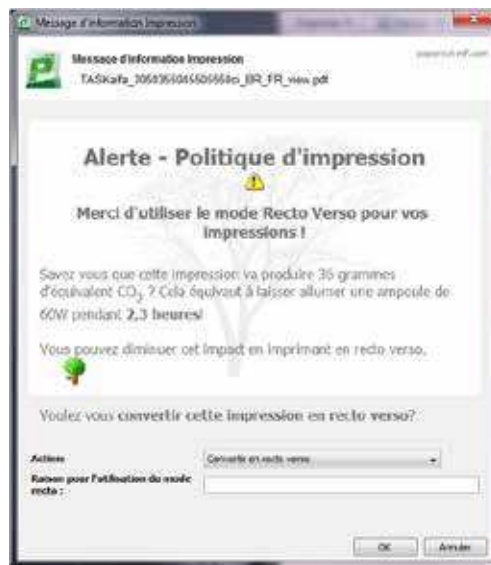 Message d'information Impression
Message d'information Impression
Alerte - Politique d'impression
Merci d'utiliser le mode Recto Verso pour vos
impressions !
Savez vous que cette impression va produire 36 grammes
d'équivalent CO2 ? Cela équivaut à laisser allumer une ampoule de
60W pendant 2,3 heures!
Vous pouvez diminuer cet impact en imprimant en recto verso.
Voulez vous convertir cette impression en recto verso?
Actions
Convertir en recto verso
Raison pour l'utilisation du mode
recto :
OK
Annuler